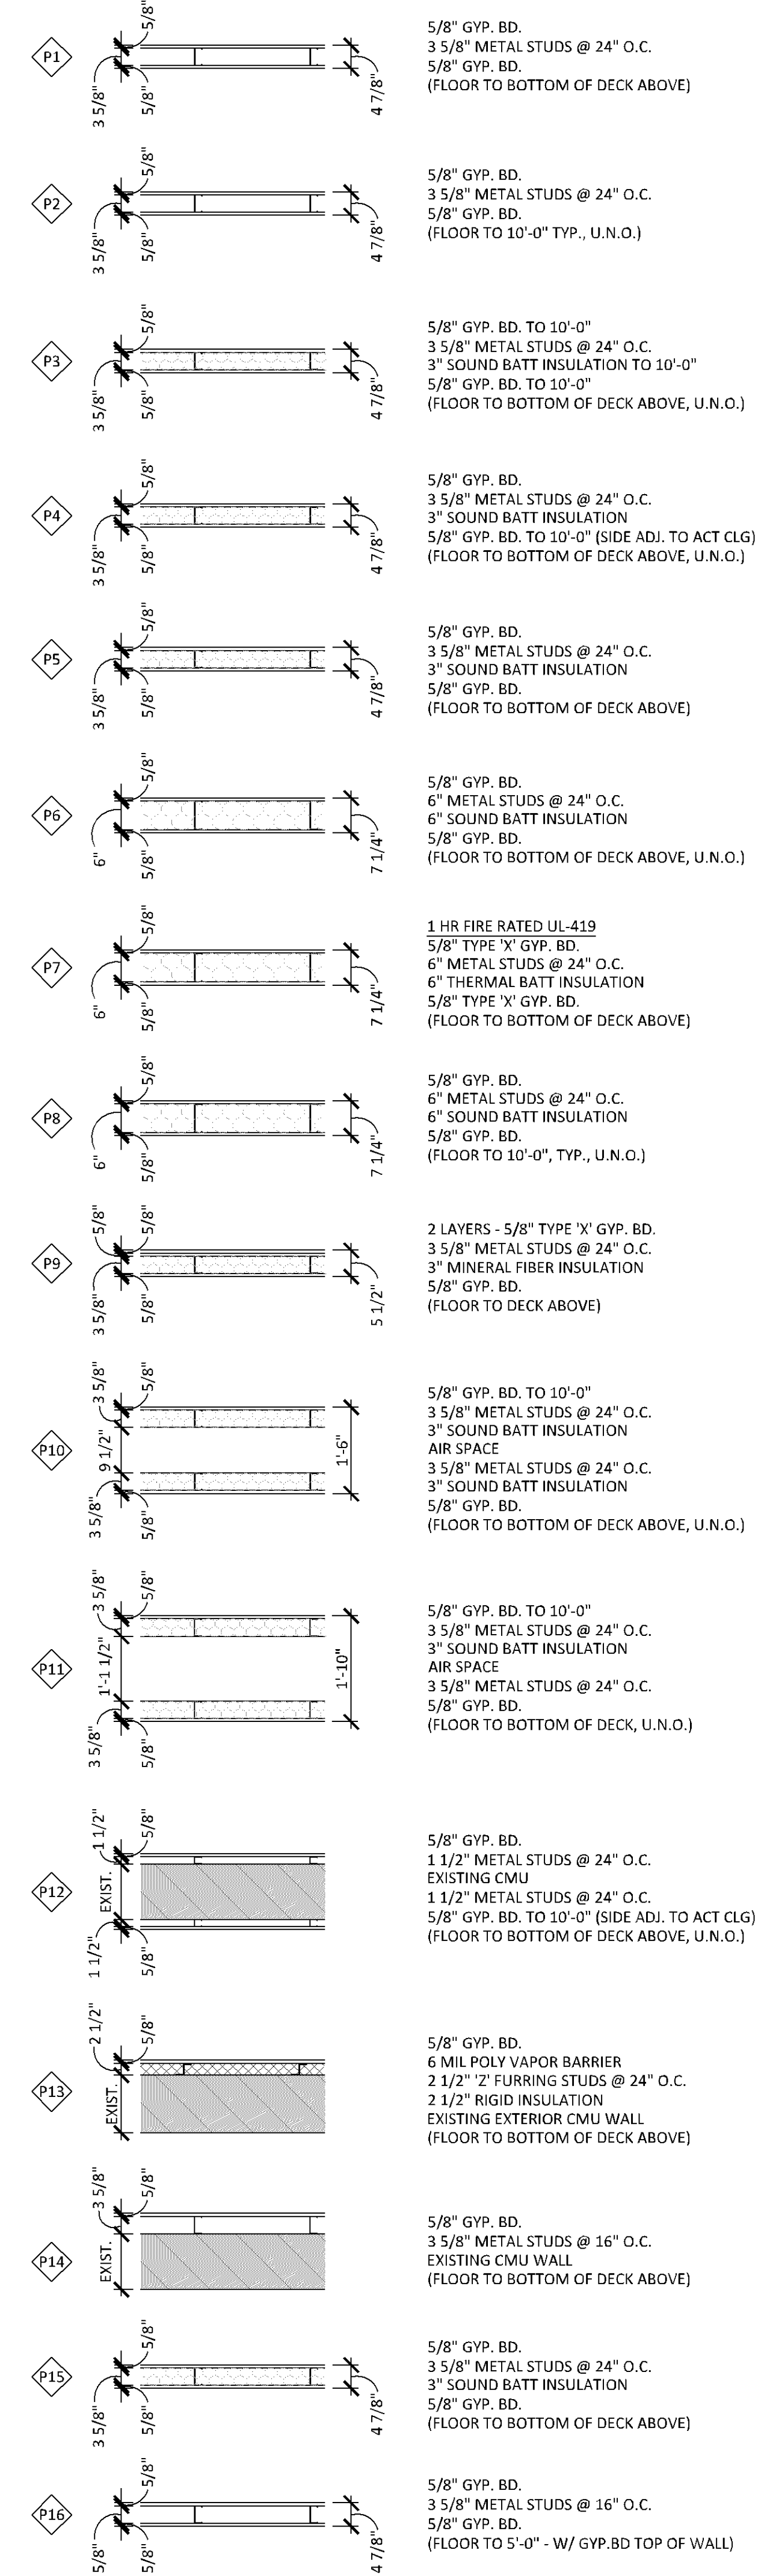 P1
5/8"
3 5/8"
5/8"
4 7/8"
5/8" GYP. BD.
3 5/8" METAL STUDS @ 24" O.C.
5/8" GYP. BD.
(FLOOR TO BOTTOM OF DECK ABOVE)
P2
5/8"
3 5/8"
5/8"
4 7/8"
5/8" GYP. BD.
3 5/8" METAL STUDS @ 24" O.C.
5/8" GYP. BD.
(FLOOR TO 10'-0" TYP., U.N.O.)
P3
5/8"
3 5/8"
5/8"
4 7/8"
5/8" GYP. BD. TO 10'-0"
3 5/8" METAL STUDS @ 24" O.C.
3" SOUND BATT INSULATION TO 10'-0"
5/8" GYP. BD. TO 10'-0"
(FLOOR TO BOTTOM OF DECK ABOVE, U.N.O.)
P4
5/8"
3 5/8"
5/8"
4 7/8"
5/8" GYP. BD.
3 5/8" METAL STUDS @ 24" O.C.
3" SOUND BATT INSULATION
5/8" GYP. BD. TO 10'-0" (SIDE ADJ. TO ACT CLG)
(FLOOR TO BOTTOM OF DECK ABOVE, U.N.O.)
P5
5/8"
3 5/8"
5/8"
4 7/8"
5/8" GYP. BD.
3 5/8" METAL STUDS @ 24" O.C.
3" SOUND BATT INSULATION
5/8" GYP. BD.
(FLOOR TO BOTTOM OF DECK ABOVE)
P6
5/8"
6"
5/8"
7 1/4"
5/8" GYP. BD.
6" METAL STUDS @ 24" O.C.
6" SOUND BATT INSULATION
5/8" GYP. BD.
(FLOOR TO BOTTOM OF DECK ABOVE, U.N.O.)
P7
5/8"
6"
5/8"
7 1/4"
1 HR FIRE RATED UL-419
5/8" TYPE 'X' GYP. BD.
6" METAL STUDS @ 24" O.C.
6" THERMAL BATT INSULATION
5/8" TYPE 'X' GYP. BD.
(FLOOR TO BOTTOM OF DECK ABOVE)
P8
5/8"
6"
5/8"
7 1/4"
5/8" GYP. BD.
6" METAL STUDS @ 24" O.C.
6" SOUND BATT INSULATION
5/8" GYP. BD.
(FLOOR TO 10'-0", TYP., U.N.O.)
P9
5/8"
5/8"
3 5/8"
5/8"
5 1/2"
2 LAYERS - 5/8" TYPE 'X' GYP. BD.
3 5/8" METAL STUDS @ 24" O.C.
3" MINERAL FIBER INSULATION
5/8" GYP. BD.
(FLOOR TO DECK ABOVE)
P10
3 5/8"
5/8"
9 1/2"
3 5/8"
5/8"
1'-6"
5/8" GYP. BD. TO 10'-0"
3 5/8" METAL STUDS @ 24" O.C.
3" SOUND BATT INSULATION
AIR SPACE
3 5/8" METAL STUDS @ 24" O.C.
3" SOUND BATT INSULATION
5/8" GYP. BD.
(FLOOR TO BOTTOM OF DECK ABOVE, U.N.O.)
P11
3 5/8"
5/8"
1'-1 1/2"
3 5/8"
5/8"
1'-10"
5/8" GYP. BD. TO 10'-0"
3 5/8" METAL STUDS @ 24" O.C.
3" SOUND BATT INSULATION
AIR SPACE
3 5/8" METAL STUDS @ 24" O.C.
5/8" GYP. BD.
(FLOOR TO BOTTOM OF DECK, U.N.O.)
P12
1 1/2"
5/8"
EXIST.
1 1/2"
5/8"
5/8" GYP. BD.
1 1/2" METAL STUDS @ 24" O.C.
EXISTING CMU
1 1/2" METAL STUDS @ 24" O.C.
5/8" GYP. BD. TO 10'-0" (SIDE ADJ. TO ACT CLG)
(FLOOR TO BOTTOM OF DECK ABOVE, U.N.O.)
P13
2 1/2"
5/8"
EXIST.
5/8" GYP. BD.
6 MIL POLY VAPOR BARRIER
2 1/2" 'Z' FURRING STUDS @ 24" O.C.
2 1/2" RIGID INSULATION
EXISTING EXTERIOR CMU WALL
(FLOOR TO BOTTOM OF DECK ABOVE)
P14
3 5/8"
5/8"
EXIST.
5/8" GYP. BD.
3 5/8" METAL STUDS @ 16" O.C.
EXISTING CMU WALL
(FLOOR TO BOTTOM OF DECK ABOVE)
P15
5/8"
3 5/8"
5/8"
4 7/8"
5/8" GYP. BD.
3 5/8" METAL STUDS @ 24" O.C.
3" SOUND BATT INSULATION
5/8" GYP. BD.
(FLOOR TO BOTTOM OF DECK ABOVE)
P16
5/8"
5/8"
5/8"
4 7/8"
5/8" GYP. BD.
3 5/8" METAL STUDS @ 16" O.C.
5/8" GYP. BD.
(FLOOR TO 5'-0" - W/ GYP.BD TOP OF WALL)